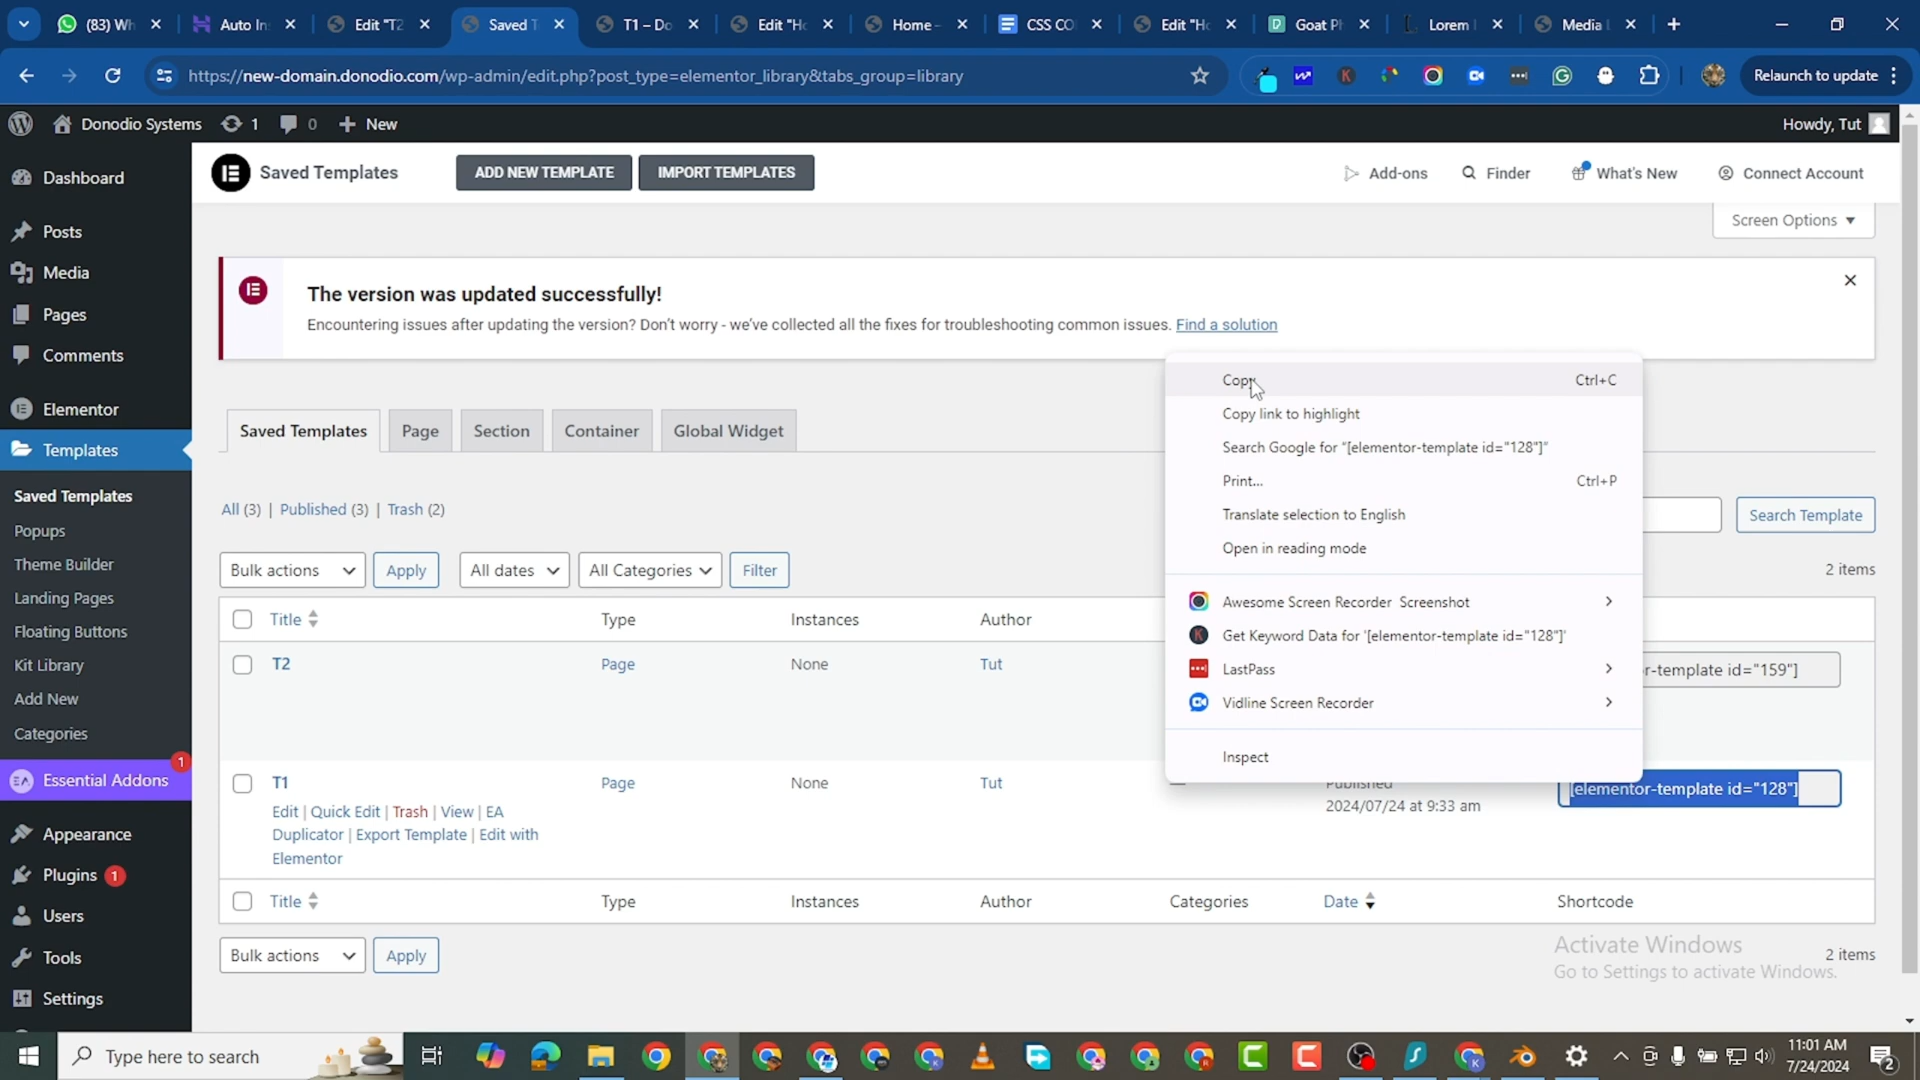 (83) Wh
Auto In
Edit "T2
Saved T
T1 – Do
Edit "Ho
Home –
CSS CO
Edit "Ho
Goat Ph
Lorem I
Media L
https://new-domain.donodio.com/wp-admin/edit.php?post_type=elementor_library&tabs_group=library
Relaunch to update
Donodio Systems
1
0
New
Howdy, Tut
Dashboard
Posts
Media
Pages
Comments
Elementor
Templates
Saved Templates
Popups
Theme Builder
Landing Pages
Floating Buttons
Kit Library
Add New
Categories
Essential Addons
1
Appearance
Plugins 1
Users
Tools
Settings
Saved Templates
ADD NEW TEMPLATE
IMPORT TEMPLATES
Add-ons
Finder
What's New
Connect Account
Screen Options
The version was updated successfully!
Encountering issues after updating the version? Don't worry - we've collected all the fixes for troubleshooting common issues. Find a solution
Saved Templates
Page
Section
Container
Global Widget
All (3) | Published (3) | Trash (2)
Search Template
Bulk actions
Apply
All dates
All Categories
Filter
2 items
Title
Type
Instances
Author
T2
Page
None
Tut
r-template id="159"]
T1
Page
None
Tut
—
Published
2024/07/24 at 9:33 am
[elementor-template id="128"]
Edit | Quick Edit | Trash | View | EA
Duplicator | Export Template | Edit with
Elementor
Title
Type
Instances
Author
Categories
Date
Shortcode
Bulk actions
Apply
2 items
Copy
Ctrl+C
Copy link to highlight
Search Google for "[elementor-template id="128"]"
Print...
Ctrl+P
Translate selection to English
Open in reading mode
Awesome Screen Recorder Screenshot
Get Keyword Data for '[elementor-template id="128"]'
LastPass
Vidline Screen Recorder
Inspect
Activate Windows
Go to Settings to activate Windows.
Type here to search
11:01 AM
7/24/2024
2